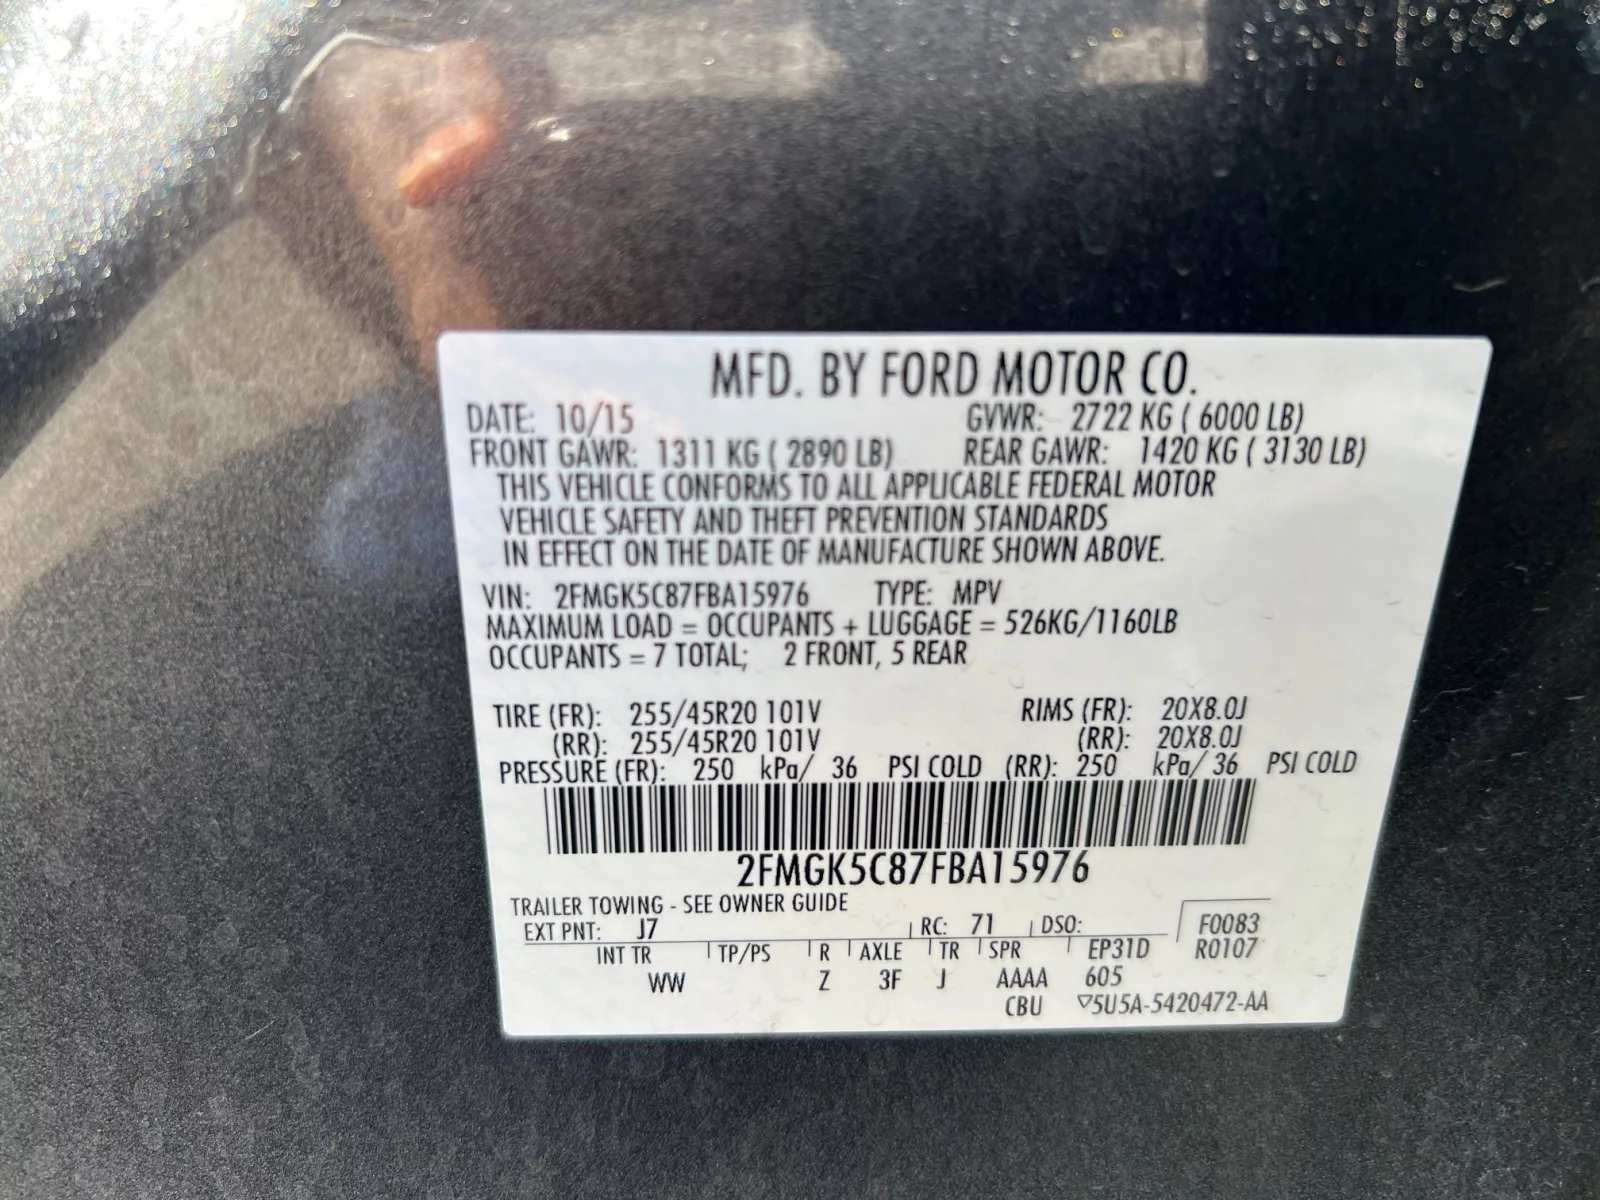 MFD. BY FORD MOTOR CO.
DATE: 10/15 GVWR: 2722 KG ( 6000 LB)
FRONT GAWR: 1311 KG ( 2890 LB) REAR GAWR: 1420 KG ( 3130 LB)
THIS VEHICLE CONFORMS TO ALL APPLICABLE FEDERAL MOTOR
VEHICLE SAFETY AND THEFT PREVENTION STANDARDS
IN EFFECT ON THE DATE OF MANUFACTURE SHOWN ABOVE.
VIN: 2FMGK5C87FBA15976 TYPE: MPV
MAXIMUM LOAD = OCCUPANTS + LUGGAGE = 526KG/1160LB
OCCUPANTS = 7 TOTAL; 2 FRONT, 5 REAR
TIRE (FR): 255/45R20 101V RIMS (FR): 20X8.0J
(RR): 255/45R20 101V (RR): 20X8.0J
PRESSURE (FR): 250 kPa/ 36 PSI COLD (RR): 250 kPa/ 36 PSI COLD
2FMGK5C87FBA15976
TRAILER TOWING - SEE OWNER GUIDE
EXT PNT: J7 RC: 71 DSO: F0083
INT TR TP/PS R AXLE TR SPR EP31D R0107
WW Z 3F J AAAA 605
CBU ▽5U5A-5420472-AA